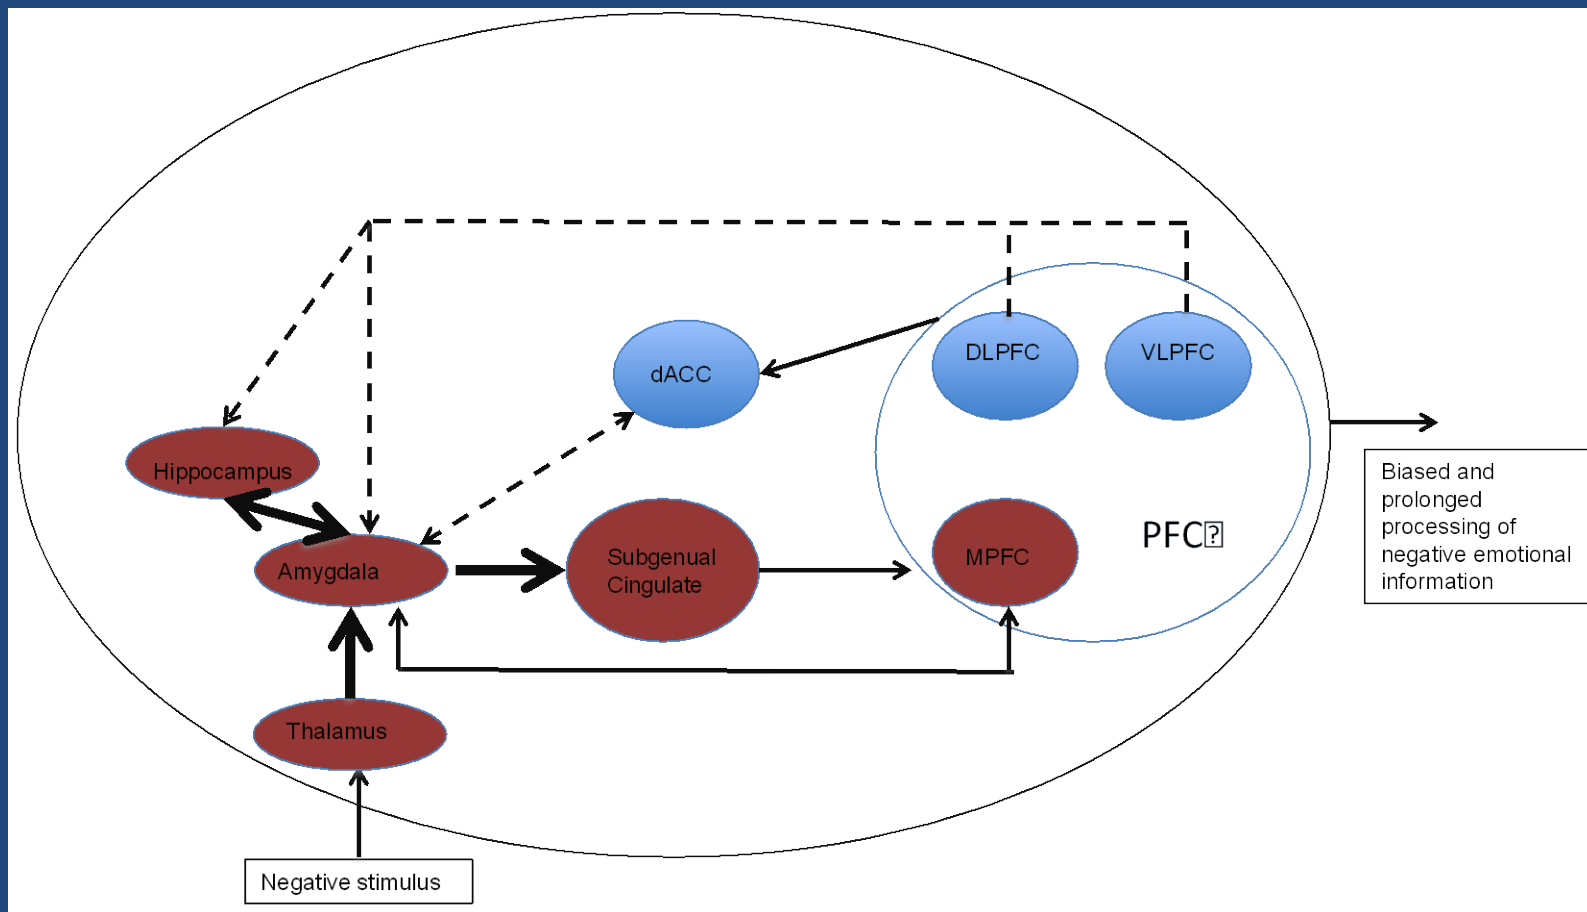 DLPFC
VLPFC
dACC
Hippocampus
Amygdala
Subgenual
Cingulate
MPFC
PFC
Biased and
prolonged
processing of
negative emotional
information
Thalamus
Negative stimulus